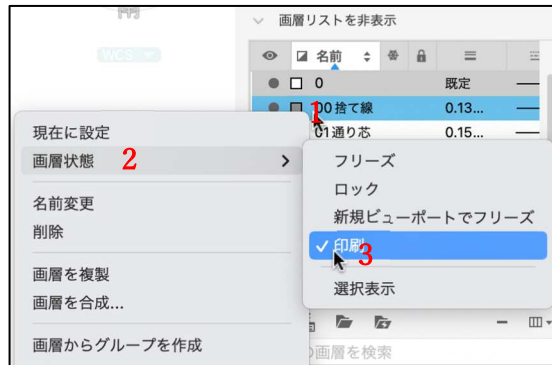 画層リストを非表示
WCS
名前
0 既定
00捨て線 0.13...
1
01通り芯 0.15...
現在に設定
画層状態 2
名前変更
削除
画層を複製
画層を合成...
画層からグループを作成
フリーズ
ロック
新規ビューポートでフリーズ
印刷 3
選択表示
画層を検索